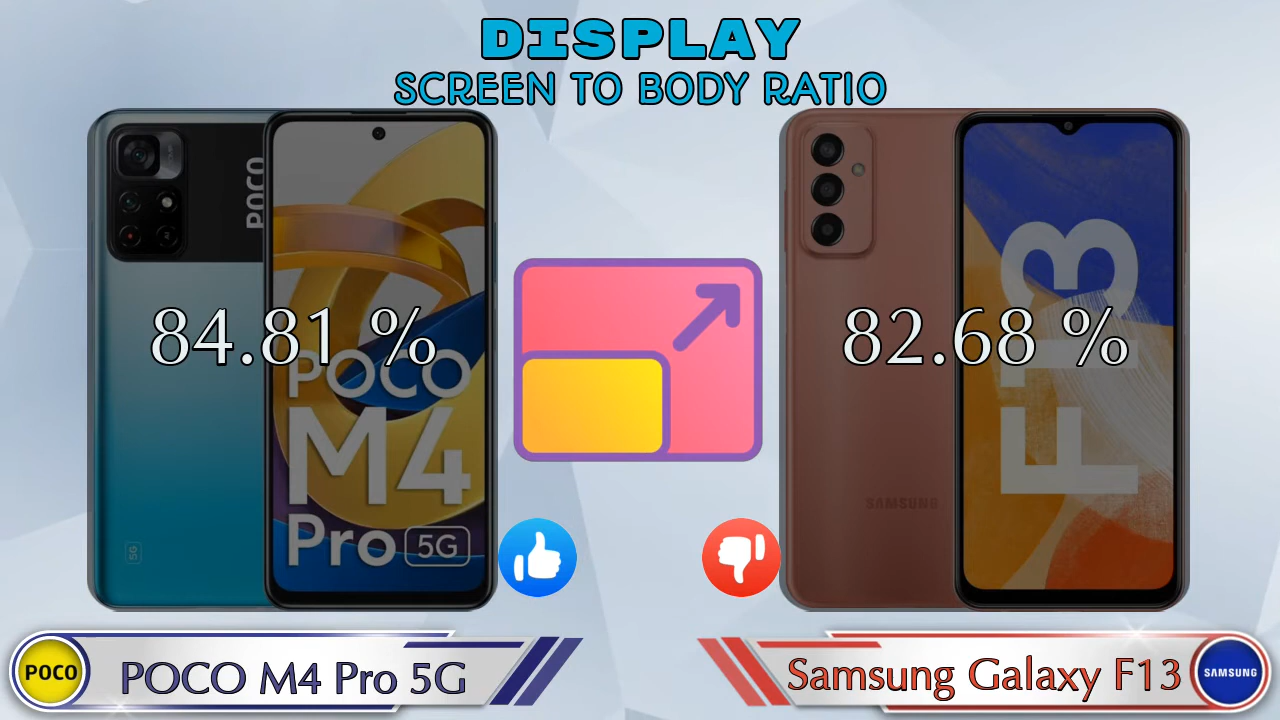 DISPLAY
SCREEN TO BODY RATIO
POCO
84.81 %
POCO
M4
Pro 5G
5G
82.68 %
F13
SAMSUNG
POCO
POCO M4 Pro 5G
Samsung Galaxy F13
SAMSUNG